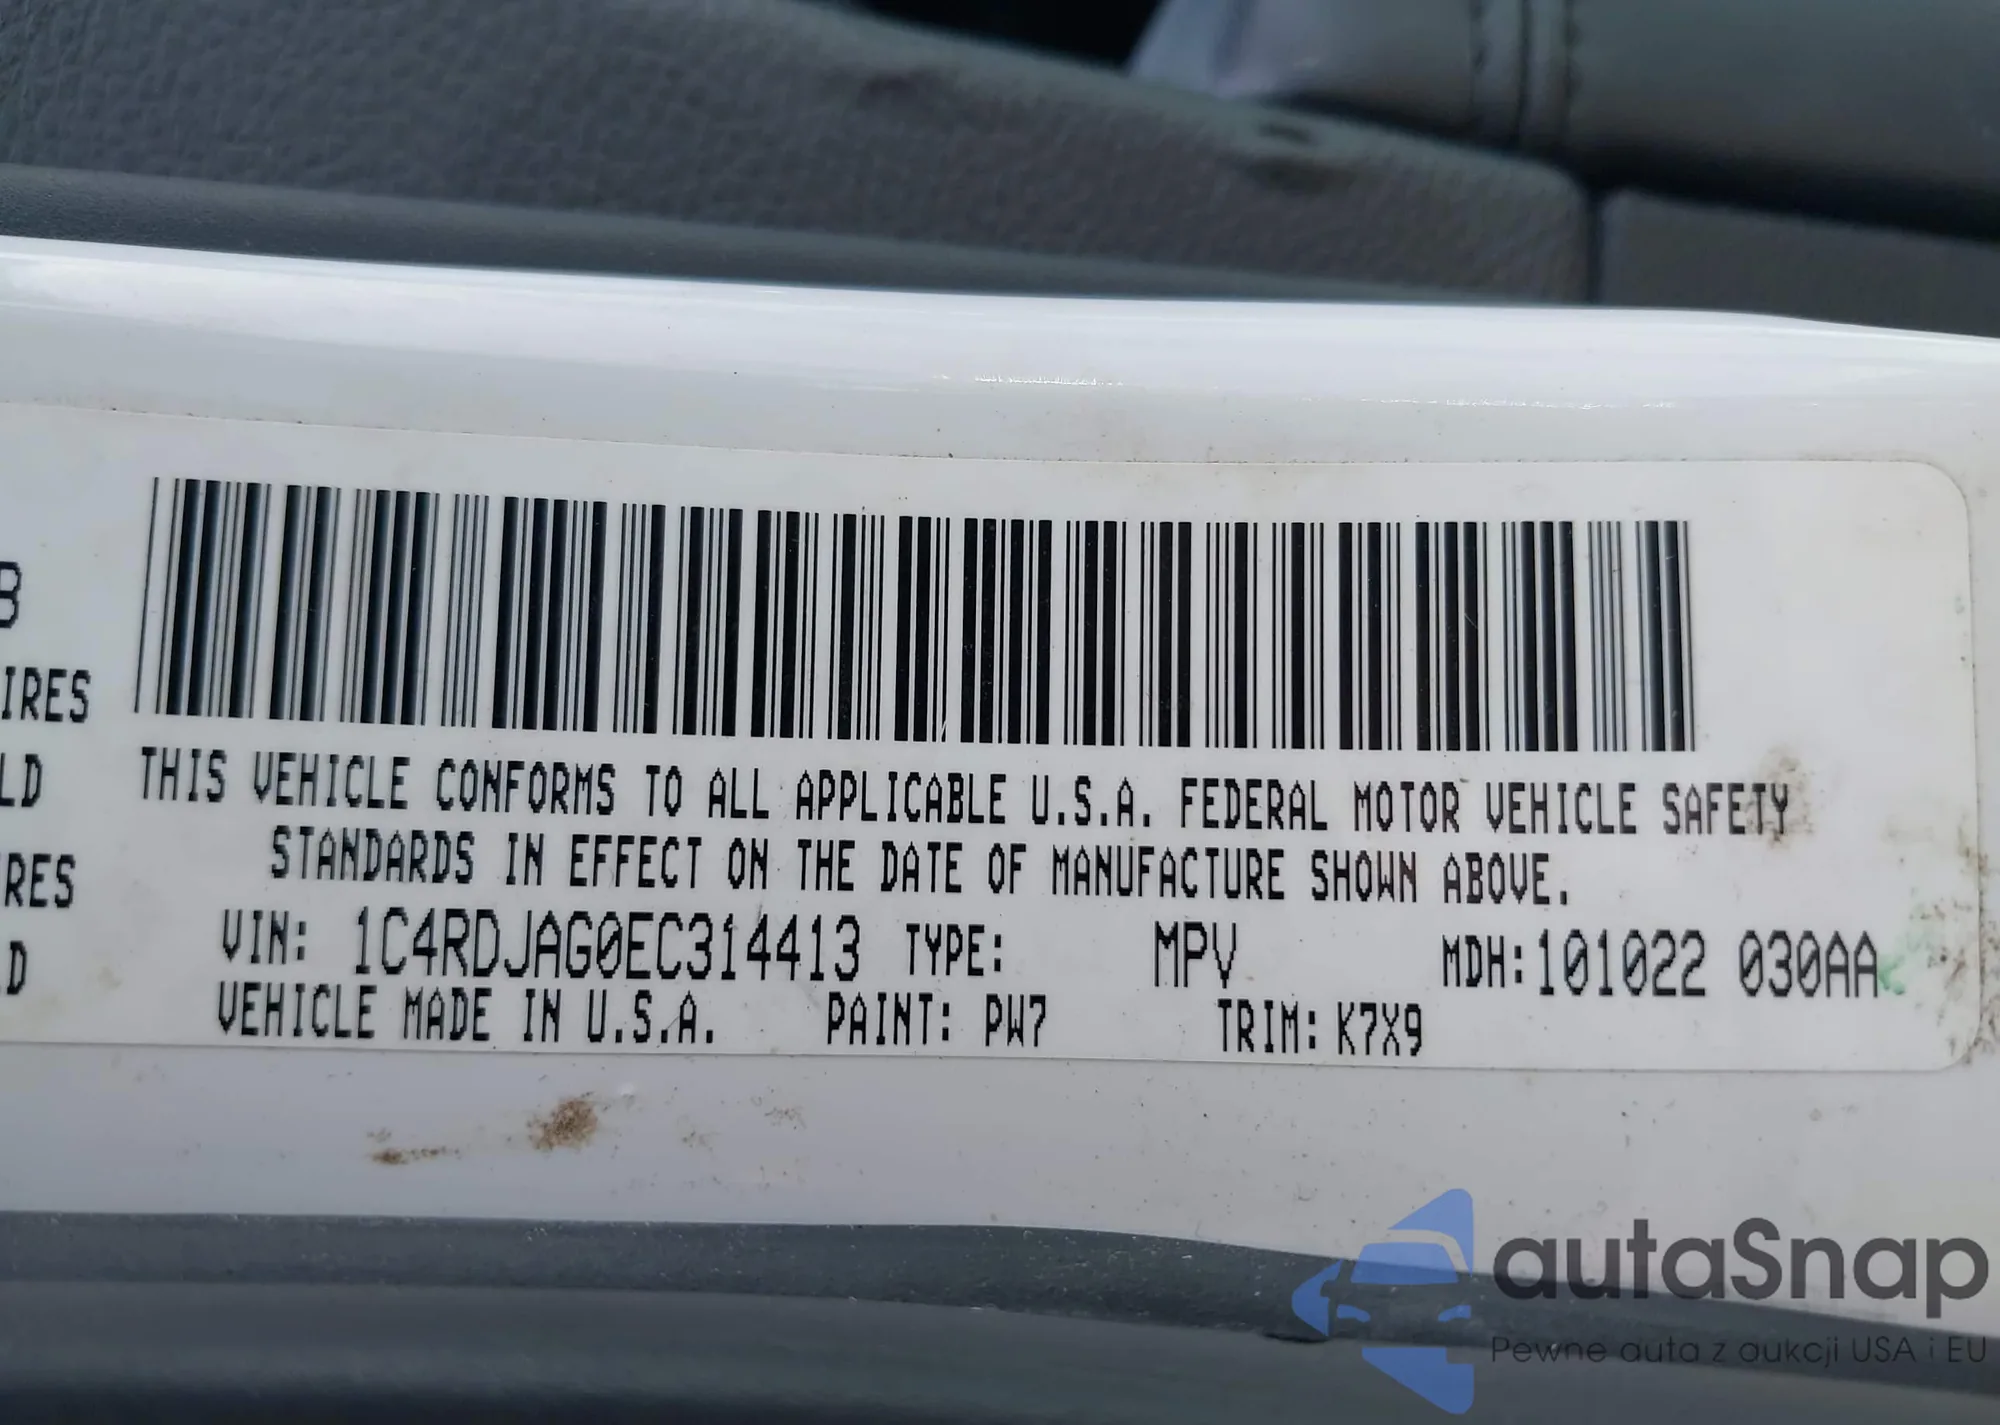 B
IRES
LD
RES
D
THIS VEHICLE CONFORMS TO ALL APPLICABLE U.S.A. FEDERAL MOTOR VEHICLE SAFETY
STANDARDS IN EFFECT ON THE DATE OF MANUFACTURE SHOWN ABOVE.
VIN: 1C4RDJAG0EC314413 TYPE: MPV MDH:101022 030AA
VEHICLE MADE IN U.S.A. PAINT: PW7 TRIM: K7X9
autaSnap
Pewne auta z aukcji USA i EU